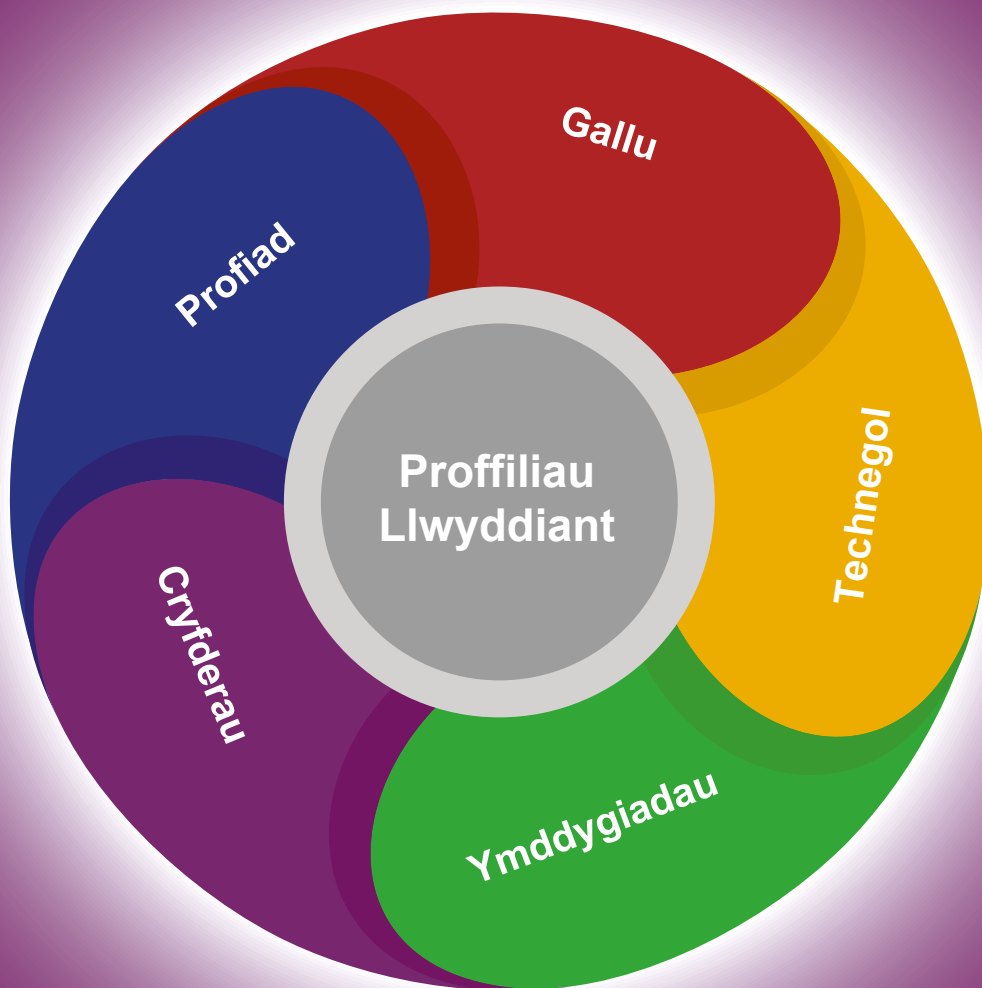 Gallu
Profiad
Technegol
Proffiliau
Llwyddiant
Cryfderau
Ymddygiadau